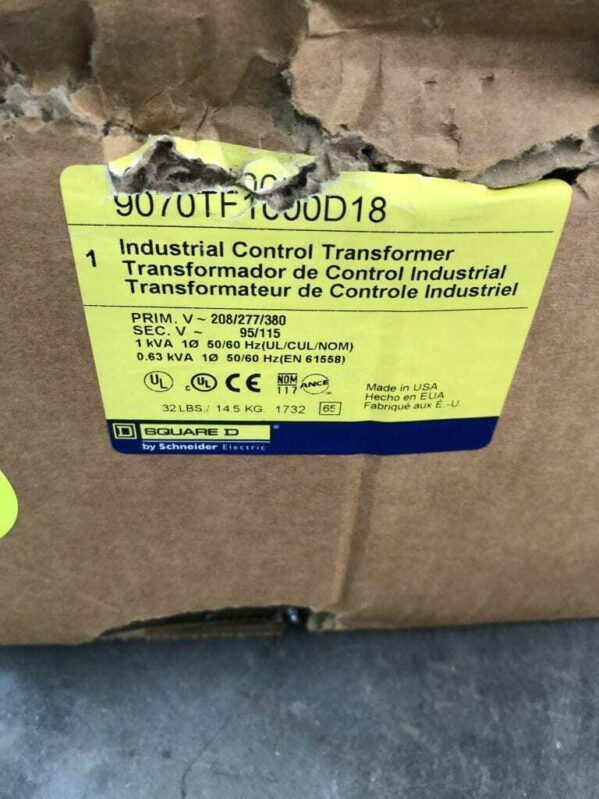 9070TF1000D18
1 Industrial Control Transformer
Transformador de Control Industrial
Transformateur de Controle Industriel
PRIM. V ~ 208/277/380
SEC. V ~ 95/115
1 kVA 1Ø 50/60 Hz(UL/CUL/NOM)
0.63 kVA 1Ø 50/60 Hz(EN 61558)
UL c UL CE NOM 117 ANCE
Made in USA
Hecho en EUA
Fabriqué aux É.-U.
32 LBS./ 14.5 KG. 1732 65
D SQUARE D ®
by Schneider Electric